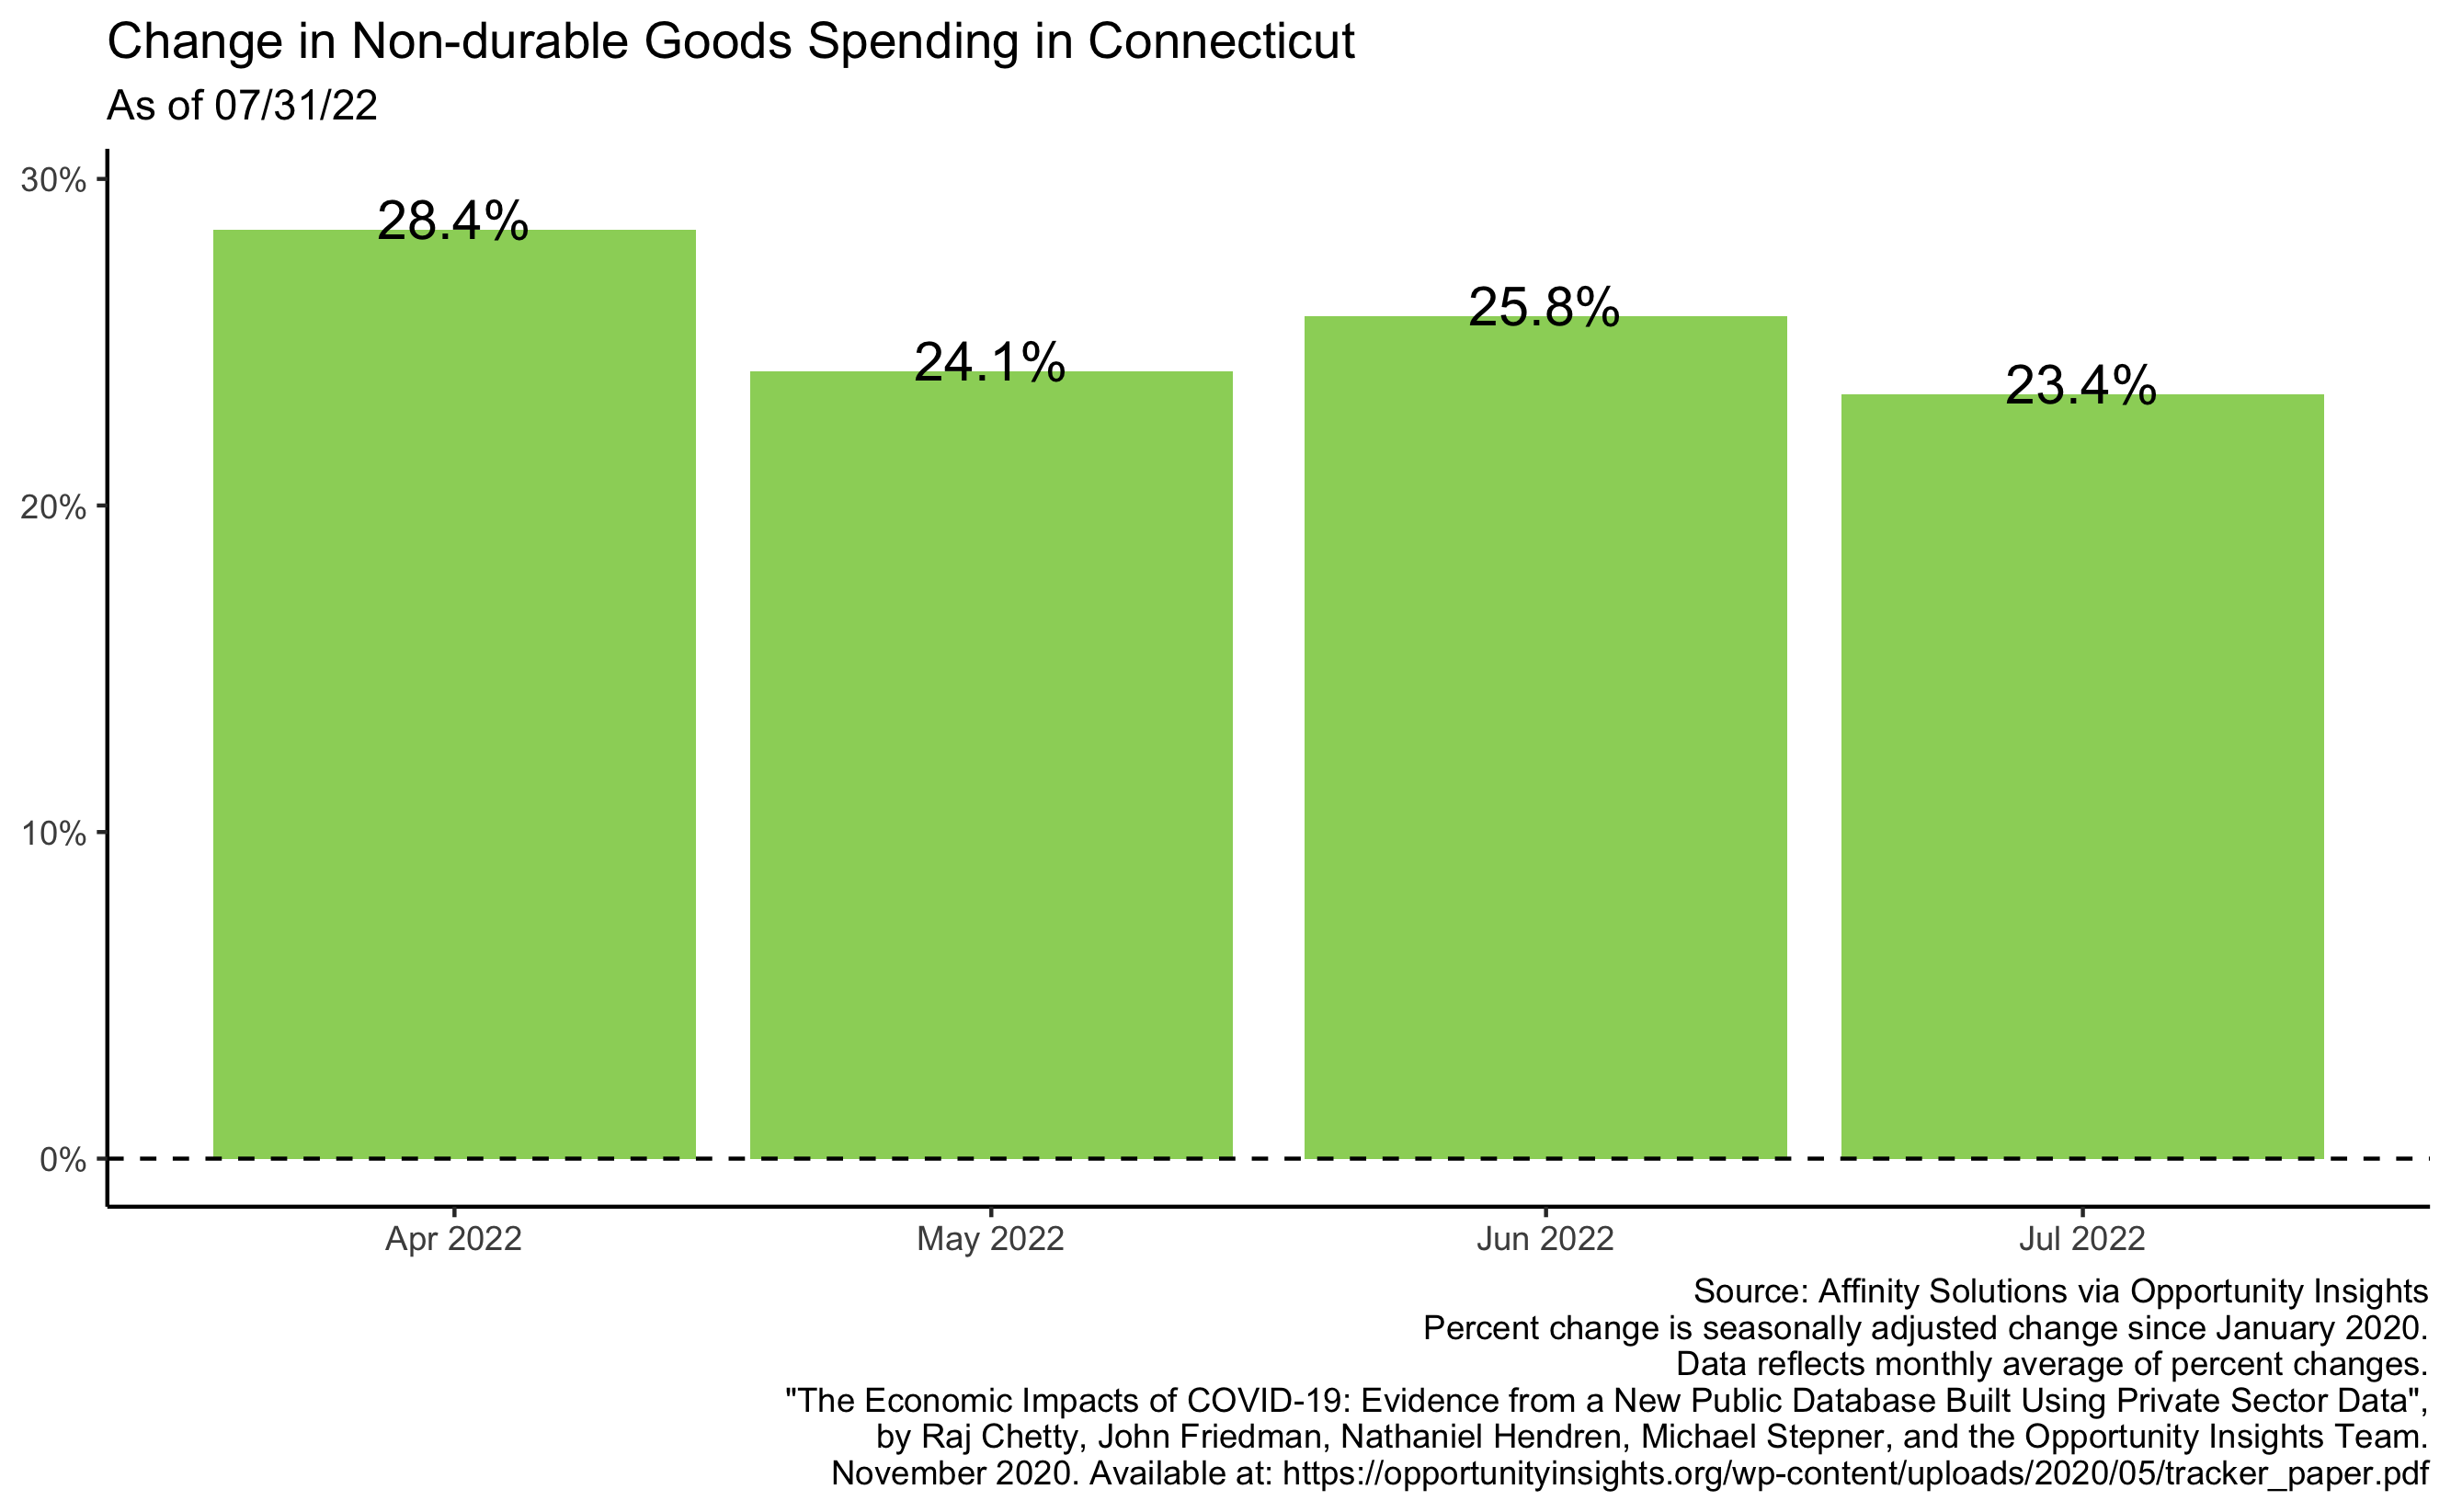 Change in Non-durable Goods Spending in Connecticut
As of 07/31/22
30%
20%
10%
0%
28.4%
24.1%
25.8%
23.4%
Apr 2022
May 2022
Jun 2022
Jul 2022
Source: Affinity Solutions via Opportunity Insights
Percent change is seasonally adjusted change since January 2020.
Data reflects monthly average of percent changes.
"The Economic Impacts of COVID-19: Evidence from a New Public Database Built Using Private Sector Data",
by Raj Chetty, John Friedman, Nathaniel Hendren, Michael Stepner, and the Opportunity Insights Team.
November 2020. Available at: https://opportunityinsights.org/wp-content/uploads/2020/05/tracker_paper.pdf